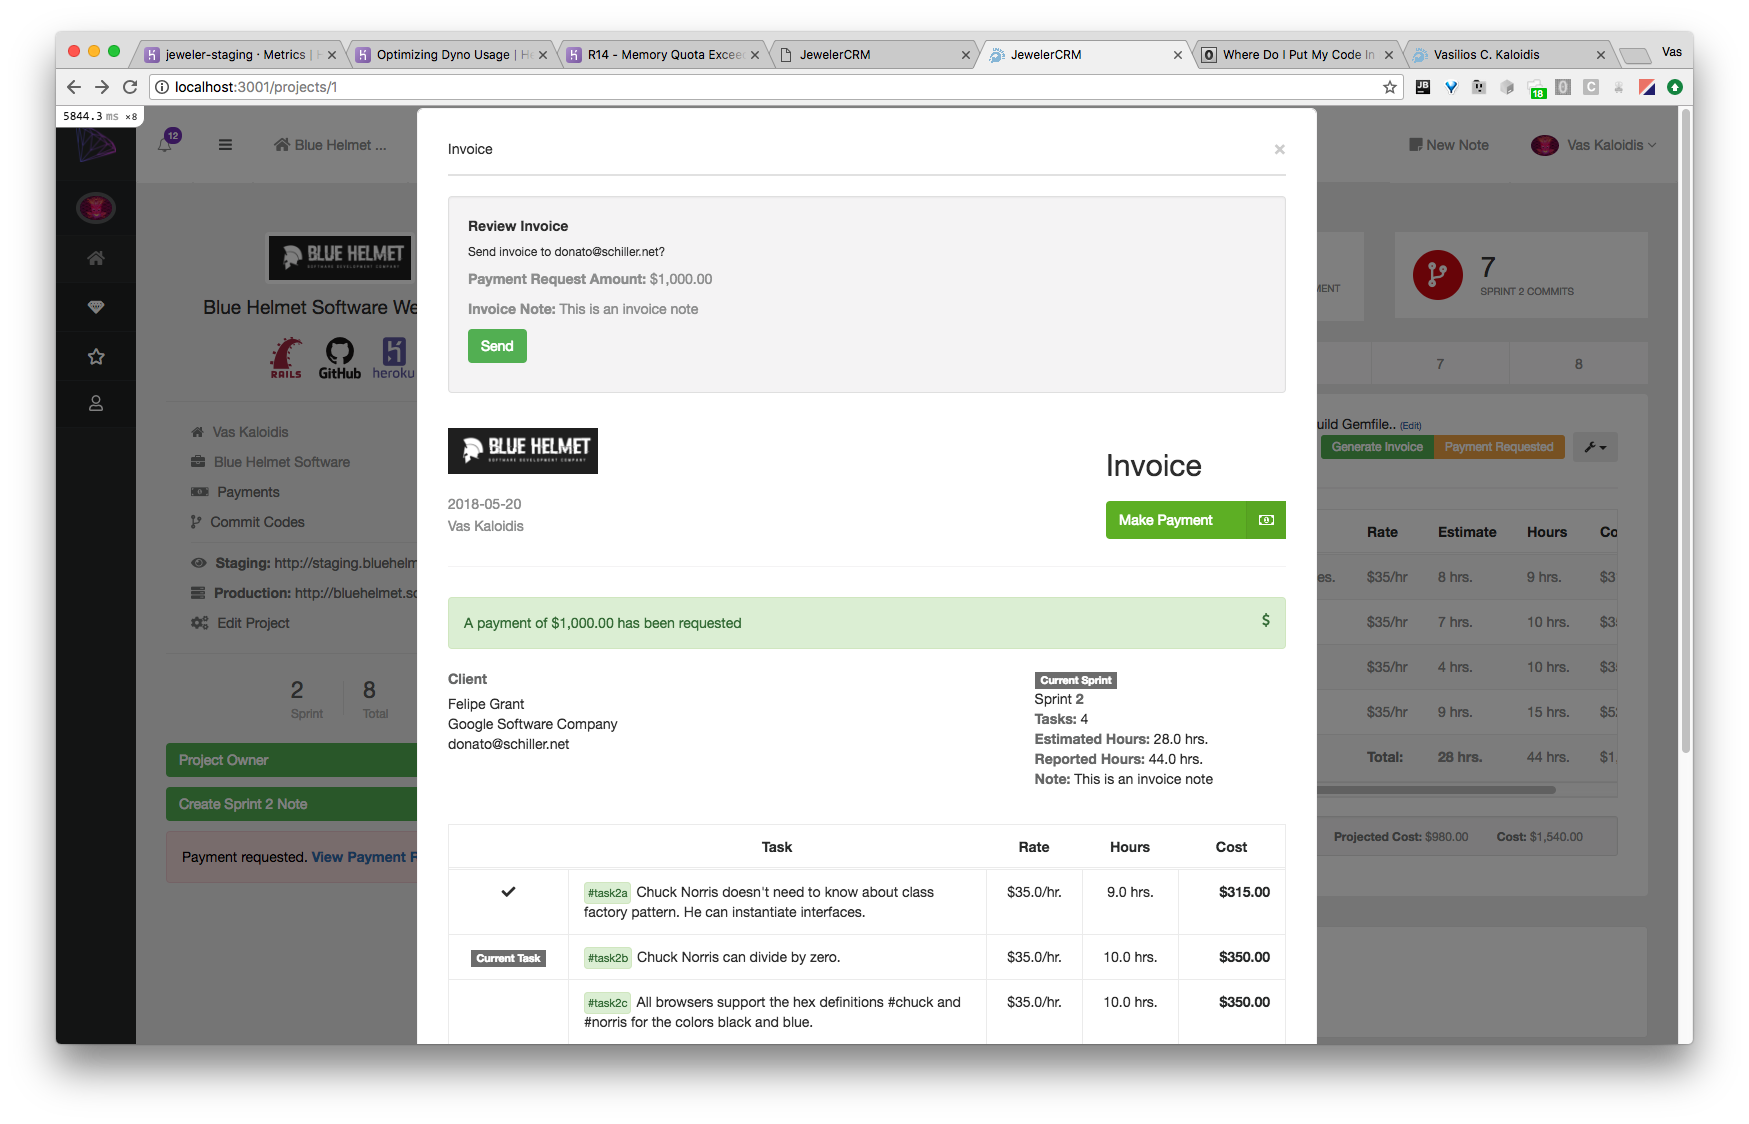 jeweler-staging · Metrics | H
Optimizing Dyno Usage | He
R14 - Memory Quota Exceed
JewelerCRM
JewelerCRM
Where Do I Put My Code In
Vasilios C. Kaloidis
Vas
localhost:3001/projects/1
JB
18
5844.3 ms ×8
12
Blue Helmet ...
New Note
Vas Kaloidis
BLUE HELMET
SOFTWARE DEVELOPMENT COMPANY
Blue Helmet Software We
RAILS
GitHub
heroku
Vas Kaloidis
Blue Helmet Software
Payments
Commit Codes
Staging: http://staging.bluehelm
Production: http://bluehelmet.so
Edit Project
2
Sprint
8
Total
Project Owner
Create Sprint 2 Note
Payment requested. View Payment
Invoice
×
Review Invoice
Send invoice to donato@schiller.net?
Payment Request Amount: $1,000.00
Invoice Note: This is an invoice note
Send
BLUE HELMET
SOFTWARE DEVELOPMENT COMPANY
2018-05-20
Vas Kaloidis
Invoice
Make Payment
A payment of $1,000.00 has been requested
$
Client
Felipe Grant
Google Software Company
donato@schiller.net
Current Sprint
Sprint 2
Tasks: 4
Estimated Hours: 28.0 hrs.
Reported Hours: 44.0 hrs.
Note: This is an invoice note
Task Rate Hours Cost
#task2a Chuck Norris doesn't need to know about class factory pattern. He can instantiate interfaces. $35.0/hr. 9.0 hrs. $315.00
Current Task #task2b Chuck Norris can divide by zero. $35.0/hr. 10.0 hrs. $350.00
#task2c All browsers support the hex definitions #chuck and #norris for the colors black and blue. $35.0/hr. 10.0 hrs. $350.00
MENT
7
SPRINT 2 COMMITS
7 8
uild Gemfile.. (Edit)
Generate Invoice Payment Requested
Rate Estimate Hours Co
es. $35/hr 8 hrs. 9 hrs. $3
$35/hr 7 hrs. 10 hrs. $3
$35/hr 4 hrs. 10 hrs. $3
$35/hr 9 hrs. 15 hrs. $5
Total: 28 hrs. 44 hrs. $1,
Projected Cost: $980.00 Cost: $1,540.00